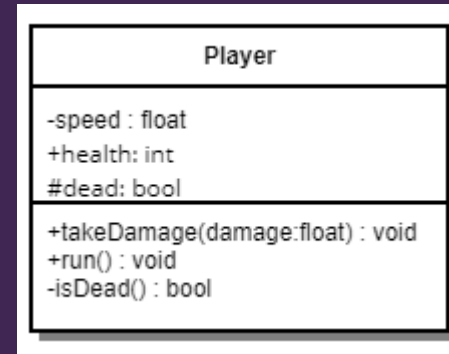 Player
-speed : float
+health: int
#dead: bool
+takeDamage(damage:float) : void
+run() : void
-isDead() : bool